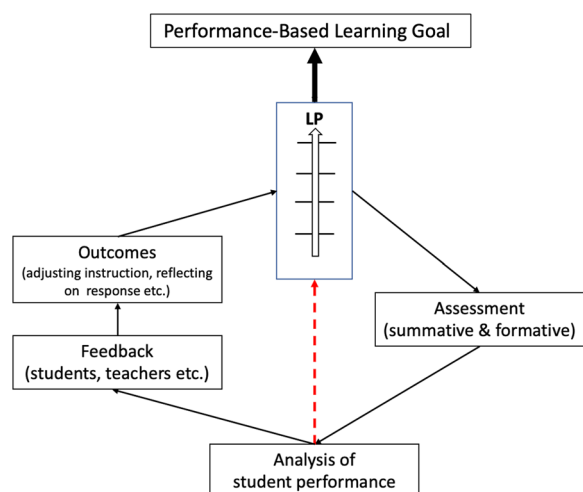 Performance-Based Learning Goal
LP
Outcomes
(adjusting instruction, reflecting
on response etc.)
Assessment
(summative & formative)
Feedback
(students, teachers etc.)
Analysis of
student performance